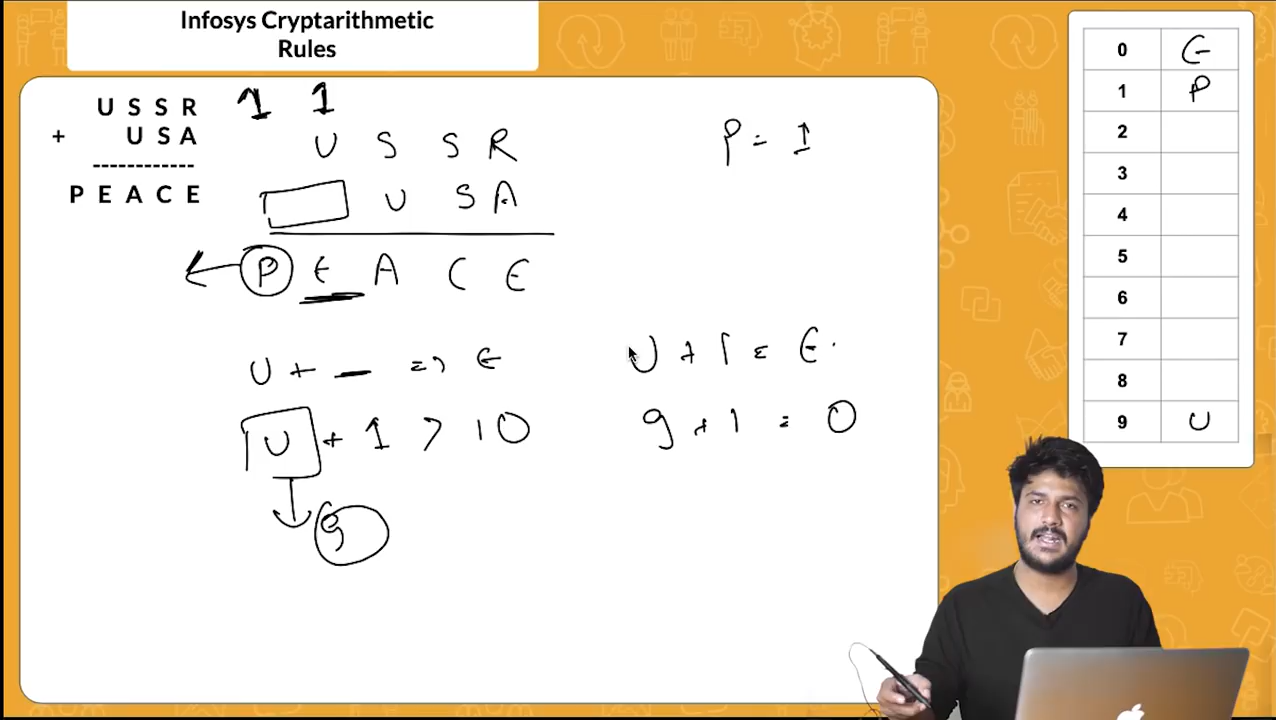 Infosys Cryptarithmetic
Rules
U S S R
+ U S A
------------
P E A C E
1 1
U S S R
U S A
P E A C E
P = 1
U + _ => E
U + 1 = E.
U + 1 > 10
9 + 1 = 0
9
0 E
1 P
2
3
4
5
6
7
8
9 U